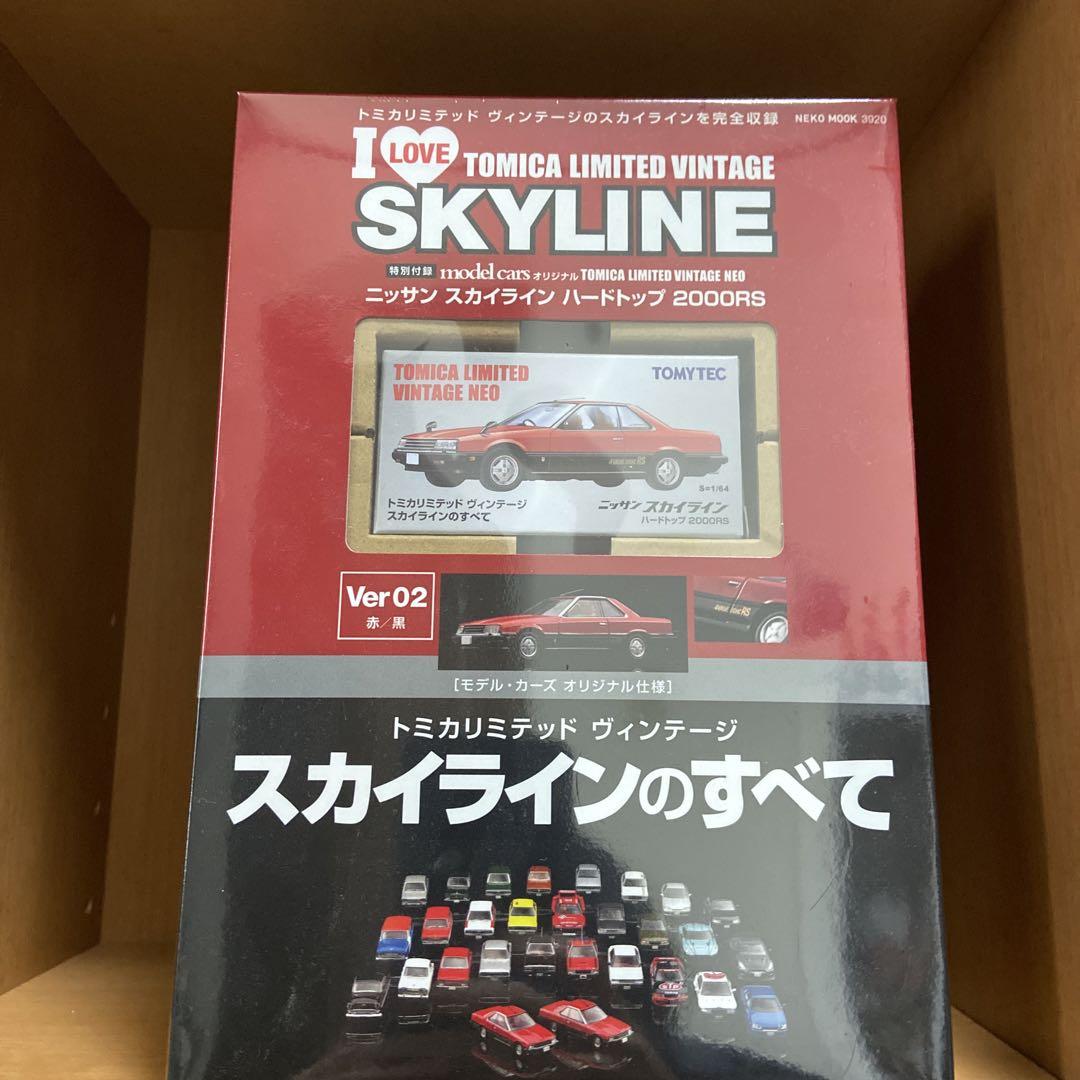 トミカリミテッド ヴィンテージのスカイラインを完全収録 NEKO MOOK 3920
I LOVE TOMICA LIMITED VINTAGE
SKYLINE
特別付録 model cars オリジナル TOMICA LIMITED VINTAGE NEO
ニッサン スカイライン ハードトップ 2000RS
TOMICA LIMITED
VINTAGE NEO
TOMYTEC
S=1/64
トミカリミテッド ヴィンテージ
スカイラインのすべて
ニッサン スカイライン
ハードトップ 2000RS
Ver 02
赤/黒
[モデル・カーズ オリジナル仕様]
トミカリミテッド ヴィンテージ
スカイラインのすべて
STP